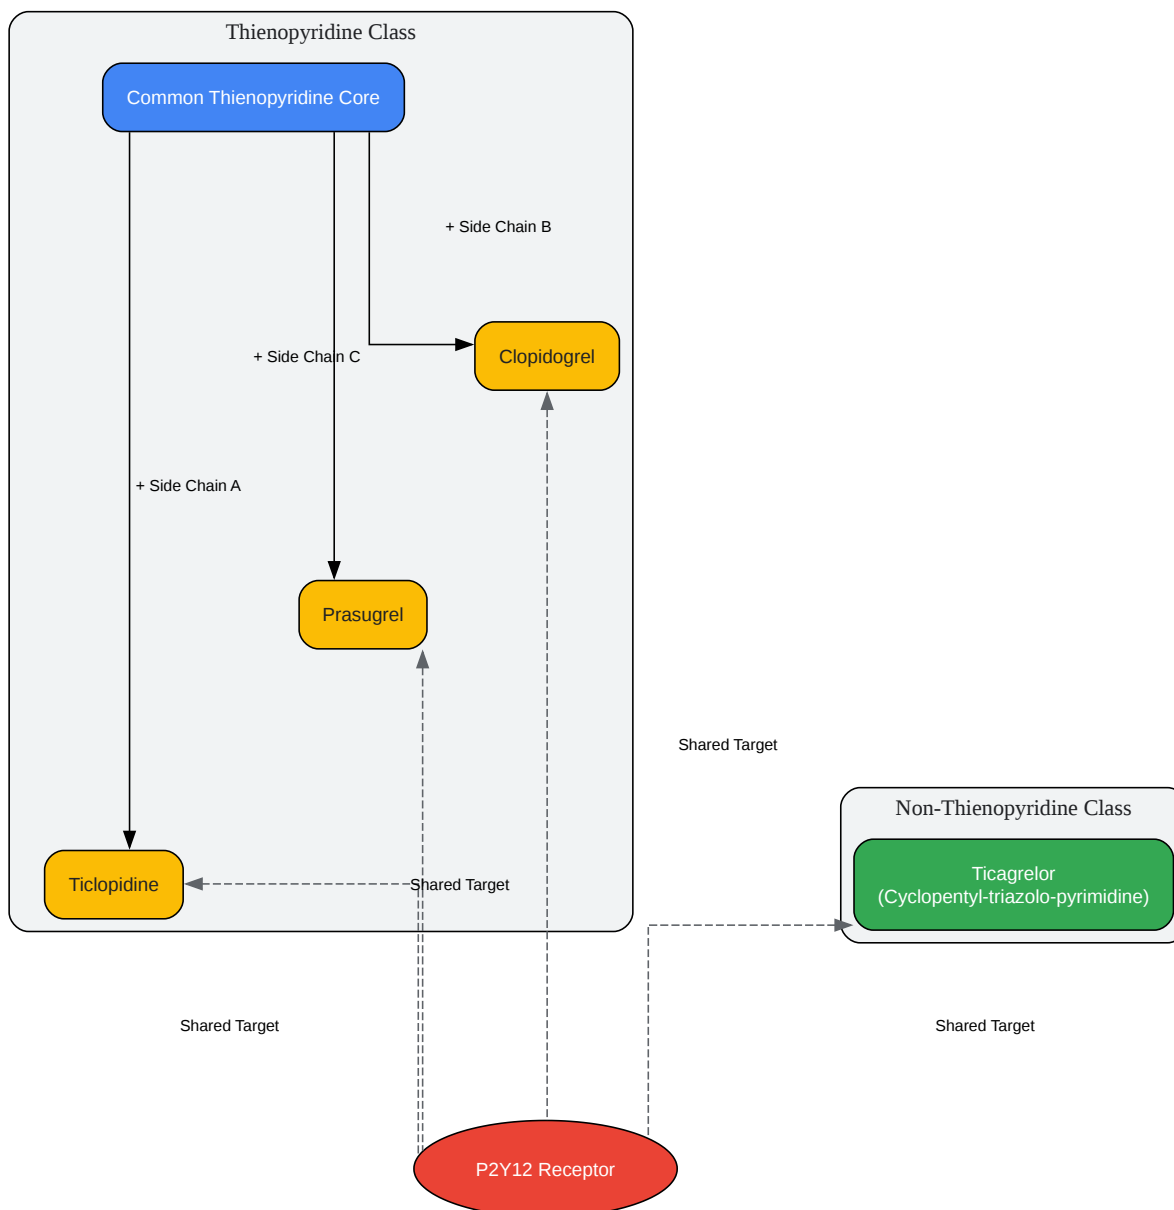 Thienopyridine Class
Common Thienopyridine Core
+ Side Chain B
+ Side Chain C
Clopidogrel
+ Side Chain A
Prasugrel
Shared Target
Non-Thienopyridine Class
Ticagrelor
(Cyclopentyl-triazolo-pyrimidine)
Ticlopidine
Shared Target
Shared Target
Shared Target
P2Y12 Receptor